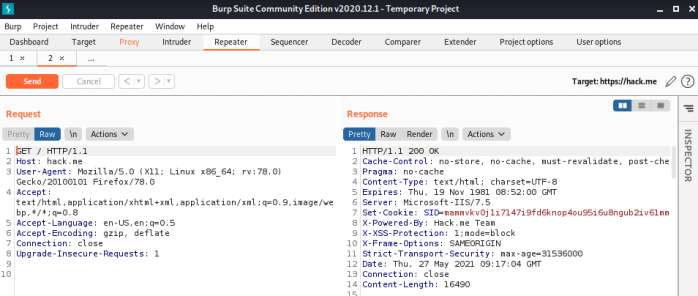 Burp Suite Community Edition v2020.12.1 - Temporary Project
Burp Project Intruder Repeater Window Help
Dashboard Target Proxy Intruder Repeater Sequencer Decoder Comparer Extender Project options User options
1 × 2 × ...
Send Cancel < > Target: https://hack.me
Request
Pretty Raw \n Actions
1 GET / HTTP/1.1
2 Host: hack.me
3 User-Agent: Mozilla/5.0 (X11; Linux x86_64; rv:78.0)
Gecko/20100101 Firefox/78.0
4 Accept:
text/html,application/xhtml+xml,application/xml;q=0.9,image/we
bp,*/*;q=0.8
5 Accept-Language: en-US,en;q=0.5
6 Accept-Encoding: gzip, deflate
7 Connection: close
8 Upgrade-Insecure-Requests: 1
9
10
Response
Pretty Raw Render \n Actions
1 HTTP/1.1 200 OK
2 Cache-Control: no-store, no-cache, must-revalidate, post-che
3 Pragma: no-cache
4 Content-Type: text/html; charset=UTF-8
5 Expires: Thu, 19 Nov 1981 08:52:00 GMT
6 Server: Microsoft-IIS/7.5
7 Set-Cookie: SID=
8 X-Powered-By: Hack.me Team
9 X-XSS-Protection: 1;mode=block
10 X-Frame-Options: SAMEORIGIN
11 Strict-Transport-Security: max-age=31536000
12 Date: Thu, 27 May 2021 09:17:04 GMT
13 Connection: close
14 Content-Length: 16490
15
INSPECTOR